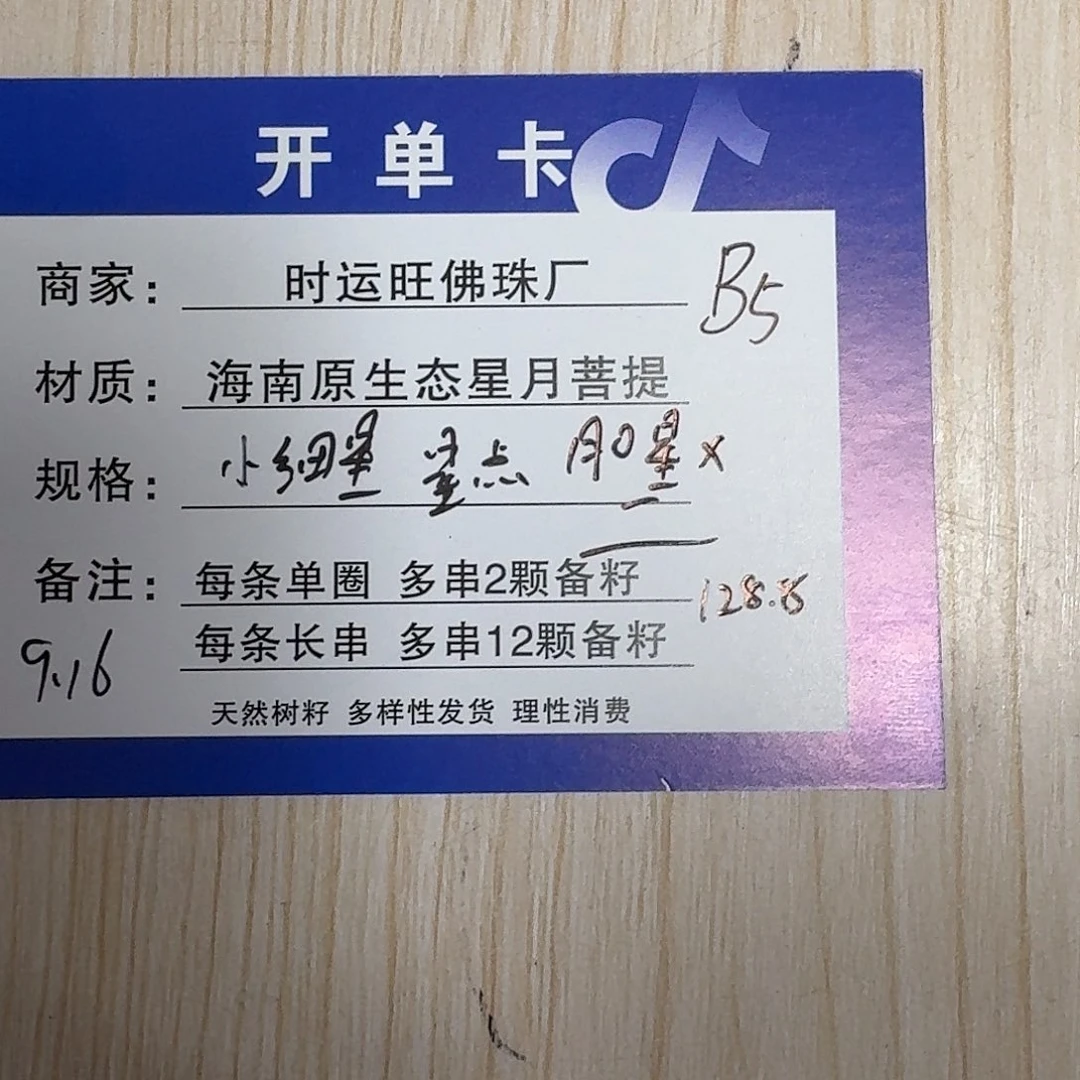 开单卡
商家： 时运旺佛珠厂 B5
材质： 海南原生态星月菩提
规格： 小细星 点 星
备注： 每条单圈 多串2颗备籽
128.8
每条长串 多串12颗备籽
9.16
天然树籽 多样性发货 理性消费